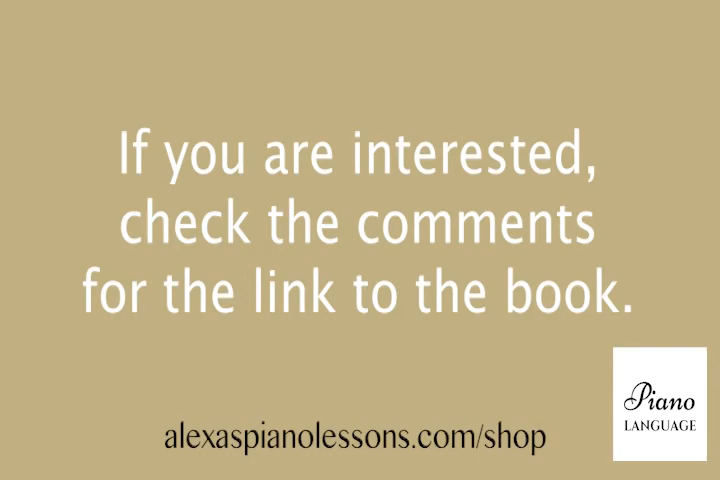 If you are interested,
check the comments
for the link to the book.
Piano
LANGUAGE
alexaspianolessons.com/shop